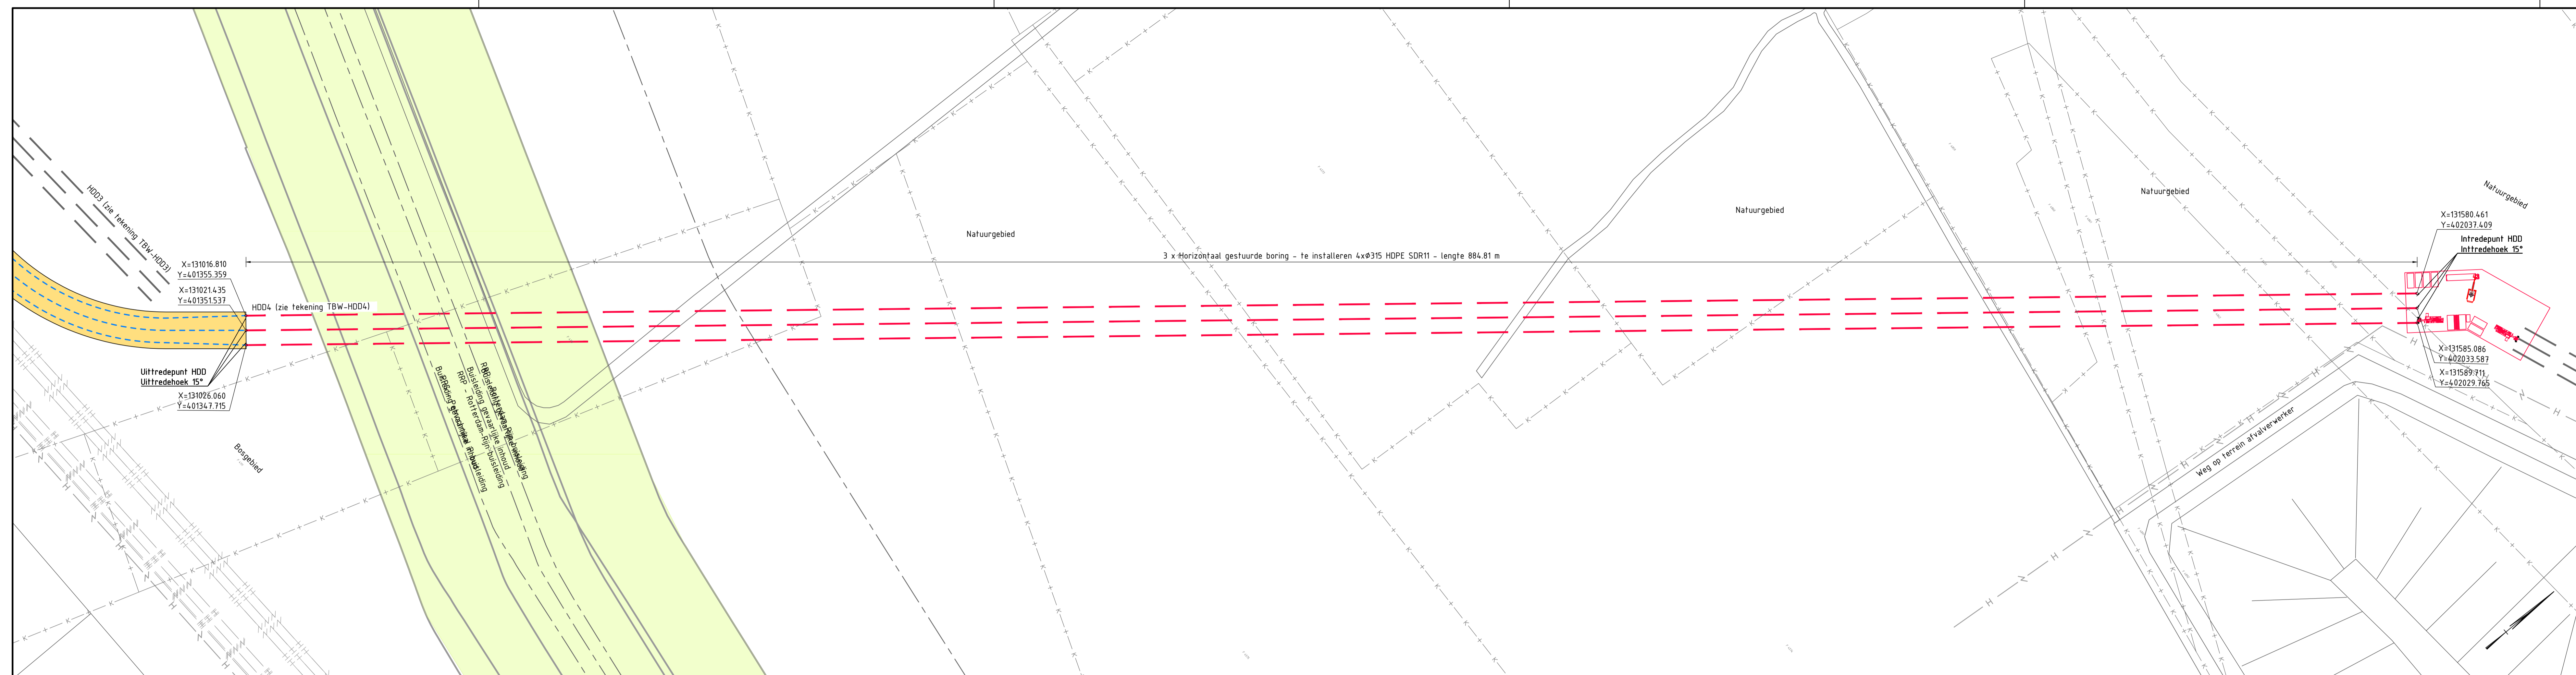 HDD3 (zie tekening TBW-HDD3)
X=131016.810
Y=401355.359
X=131021.435
Y=401351.537
HDD4 (zie tekening TBW-HDD4)
Uittredepunt HDD
Uittredehoek 15°
X=131026.060
Y=401347.715
Bosgebied
RRP - Rotterdam-Rijn-buisleiding
Buisleiding gevaarlijke inhoud
Natuurgebied
3 x Horizontaal gestuurde boring - te installeren 4xØ315 HDPE SDR11 - lengte 884.81 m
Natuurgebied
Natuurgebied
Natuurgebied
X=131580.461
Y=402037.409
Intredepunt HDD
Inttredehoek 15°
X=131585.086
Y=402033.587
X=131589.711
Y=402029.765
Weg op terrein afvalverwerker